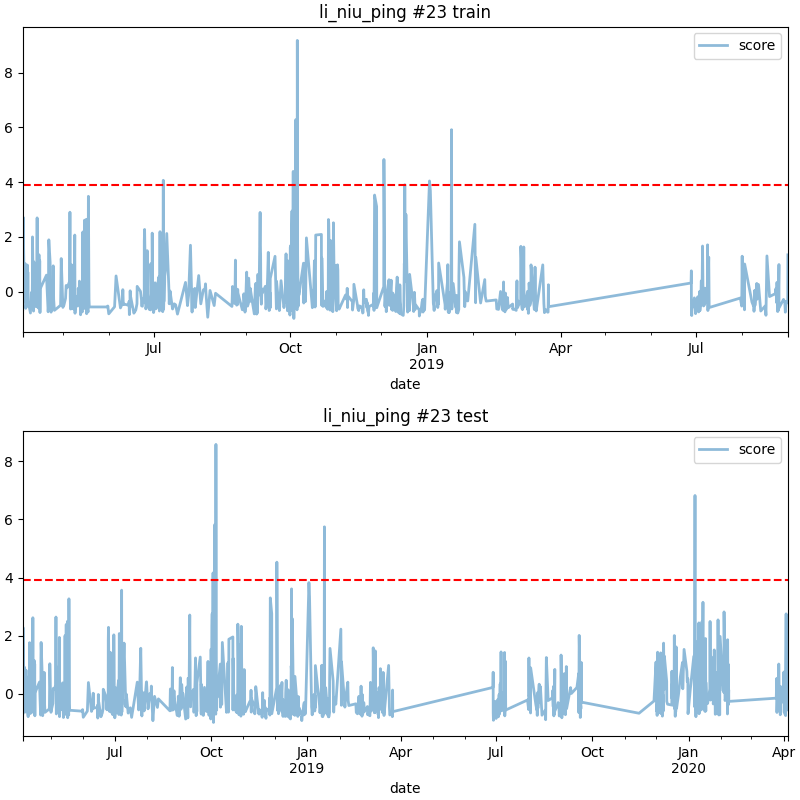 li_niu_ping #23 train
score
8
6
4
2
0
Jul Oct Jan Apr Jul
2019
date
li_niu_ping #23 test
score
8
6
4
2
0
Jul Oct Jan Apr Jul Oct Jan Apr
2019 2020
date